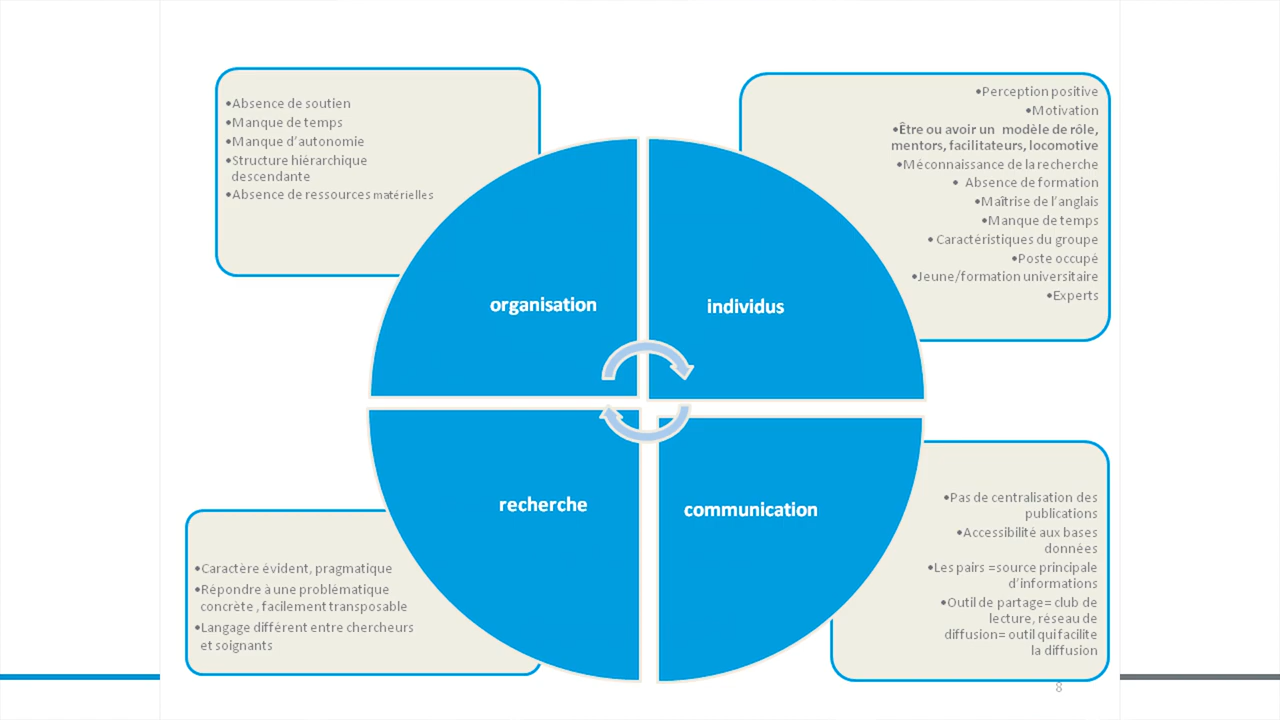 •Absence de soutien
•Manque de temps
•Manque d'autonomie
•Structure hièrarchique
descendante
•Absence de ressources matérielles
•Perception positive
•Motivation
•Être ou avoir un modèle de rôle,
mentors, facilitateurs, locomotive
•Méconnaissance de la recherche
• Absence de formation
•Maîtrise de l'anglais
•Manque de temps
• Caractéristiques du groupe
•Poste occupé
•Jeune/formation universitaire
•Experts
organisation
individus
recherche
communication
•Caractère évident, pragmatique
•Répondre à une problématique
concrète , facilement transposable
•Langage différent entre chercheurs
et soignants
•Pas de centralisation des
publications
•Accessibilité aux bases
données
•Les pairs =source principale
d'informations
•Outil de partage= club de
lecture, réseau de
diffusion= outil qui facilite
la diffusion
8